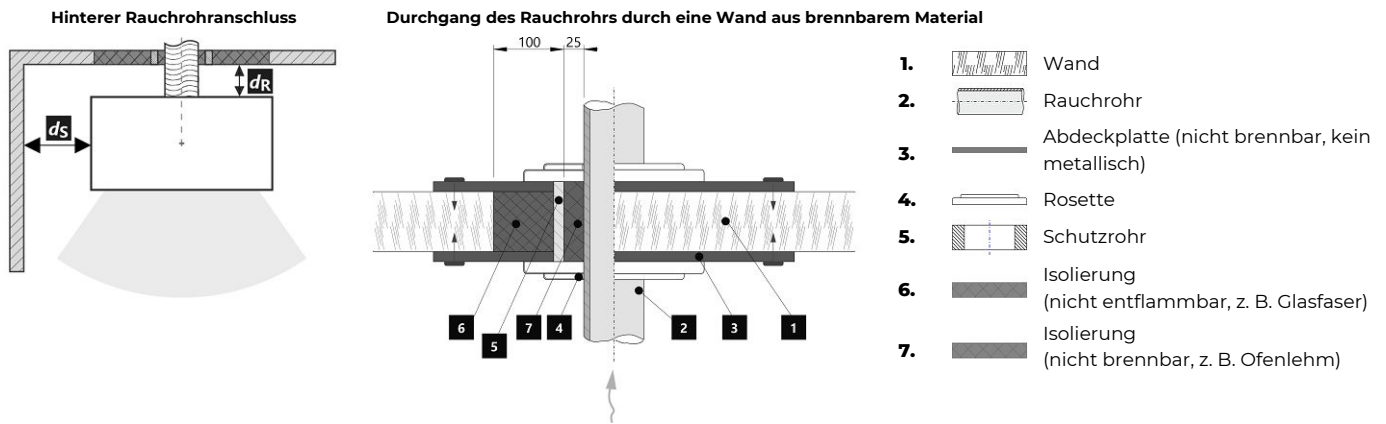 Hinterer Rauchrohranschluss
dR
dS
Durchgang des Rauchrohrs durch eine Wand aus brennbarem Material
100
25
6
5
7
4
2
3
1
1.
Wand
2.
Rauchrohr
3.
Abdeckplatte (nicht brennbar, kein
metallisch)
4.
Rosette
5.
Schutzrohr
6.
Isolierung
(nicht entflammbar, z. B. Glasfaser)
7.
Isolierung
(nicht brennbar, z. B. Ofenlehm)